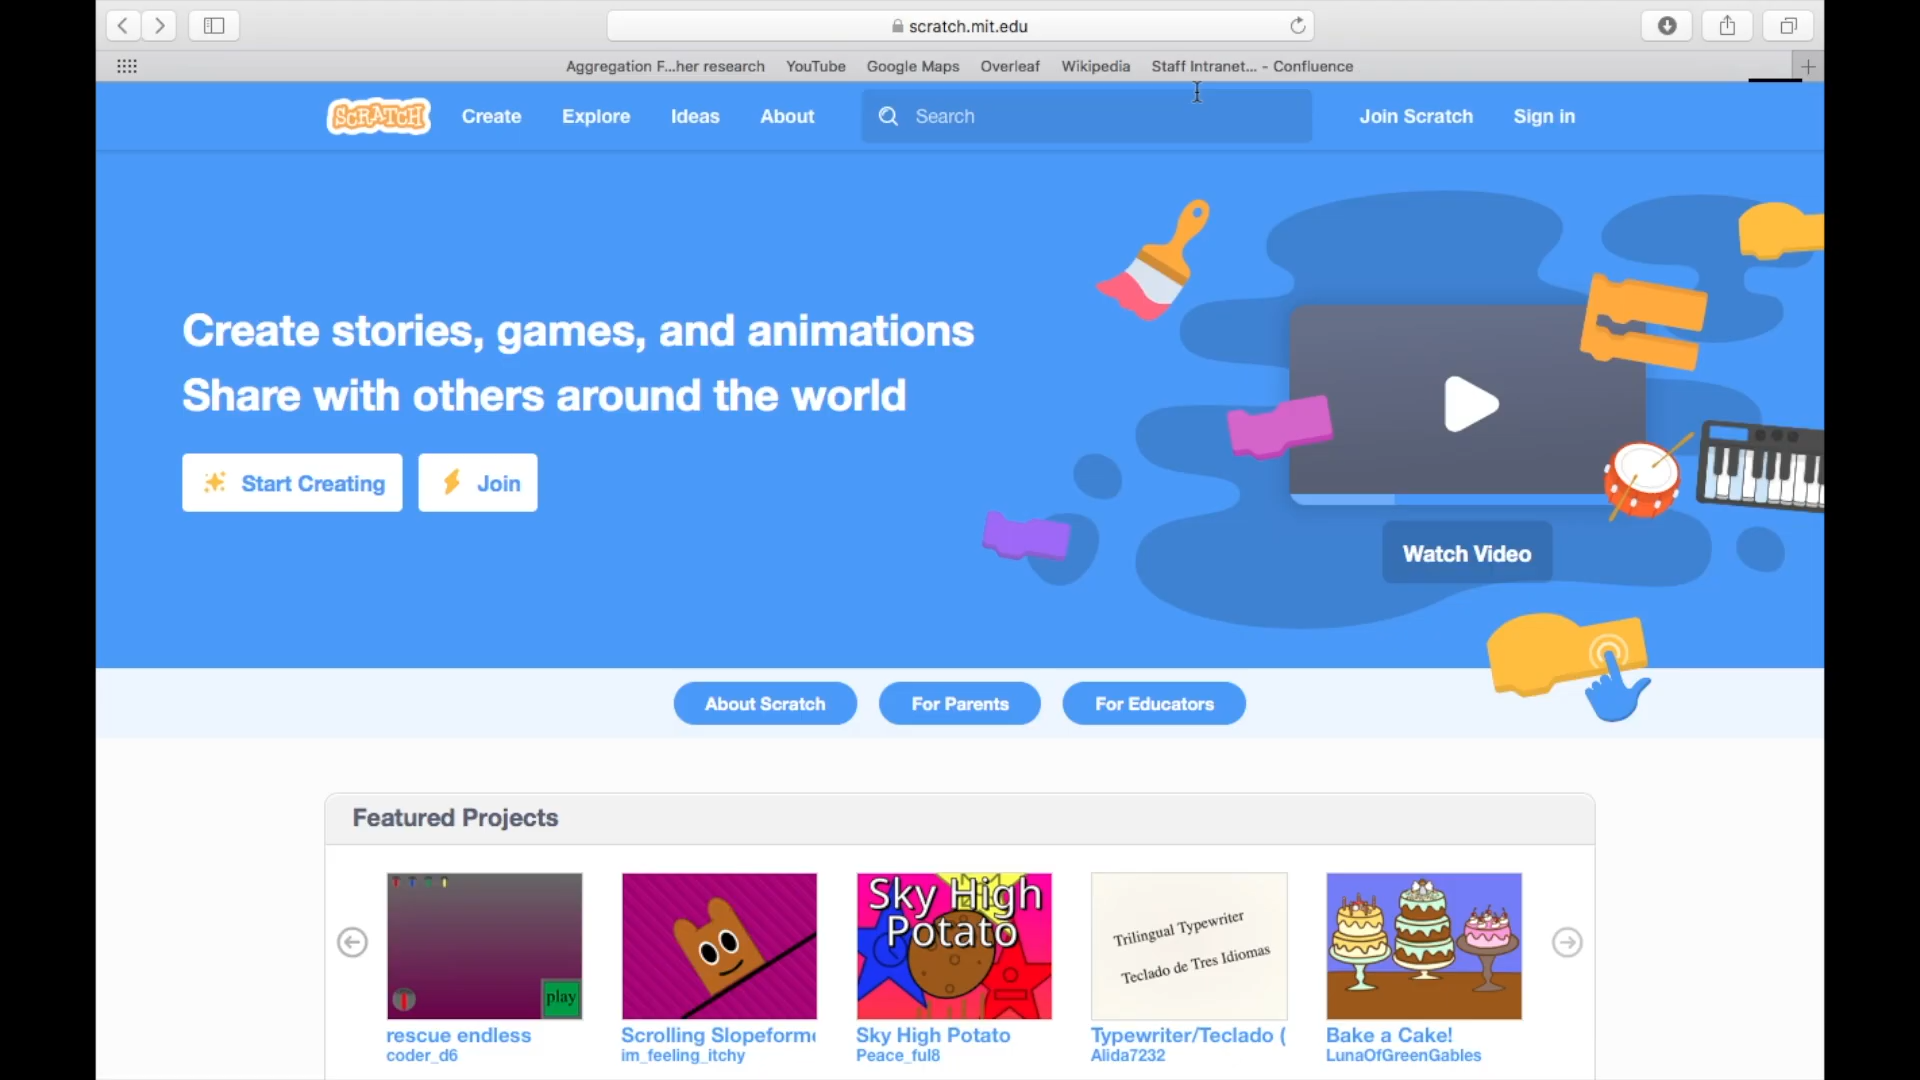 scratch.mit.edu
Aggregation F...her research
YouTube
Google Maps
Overleaf
Wikipedia
Staff Intranet... - Confluence
SCRATCH
Create
Explore
Ideas
About
Search
Join Scratch
Sign in
Create stories, games, and animations
Share with others around the world
Start Creating
Join
Watch Video
About Scratch
For Parents
For Educators
Featured Projects
play
Sky High
Potato
Trilingual Typewriter
Teclado de Tres Idiomas
rescue endless
coder_d6
Scrolling Slopeforme
im_feeling_itchy
Sky High Potato
Peace_ful8
Typewriter/Teclado (
Alida7232
Bake a Cake!
LunaOfGreenGables